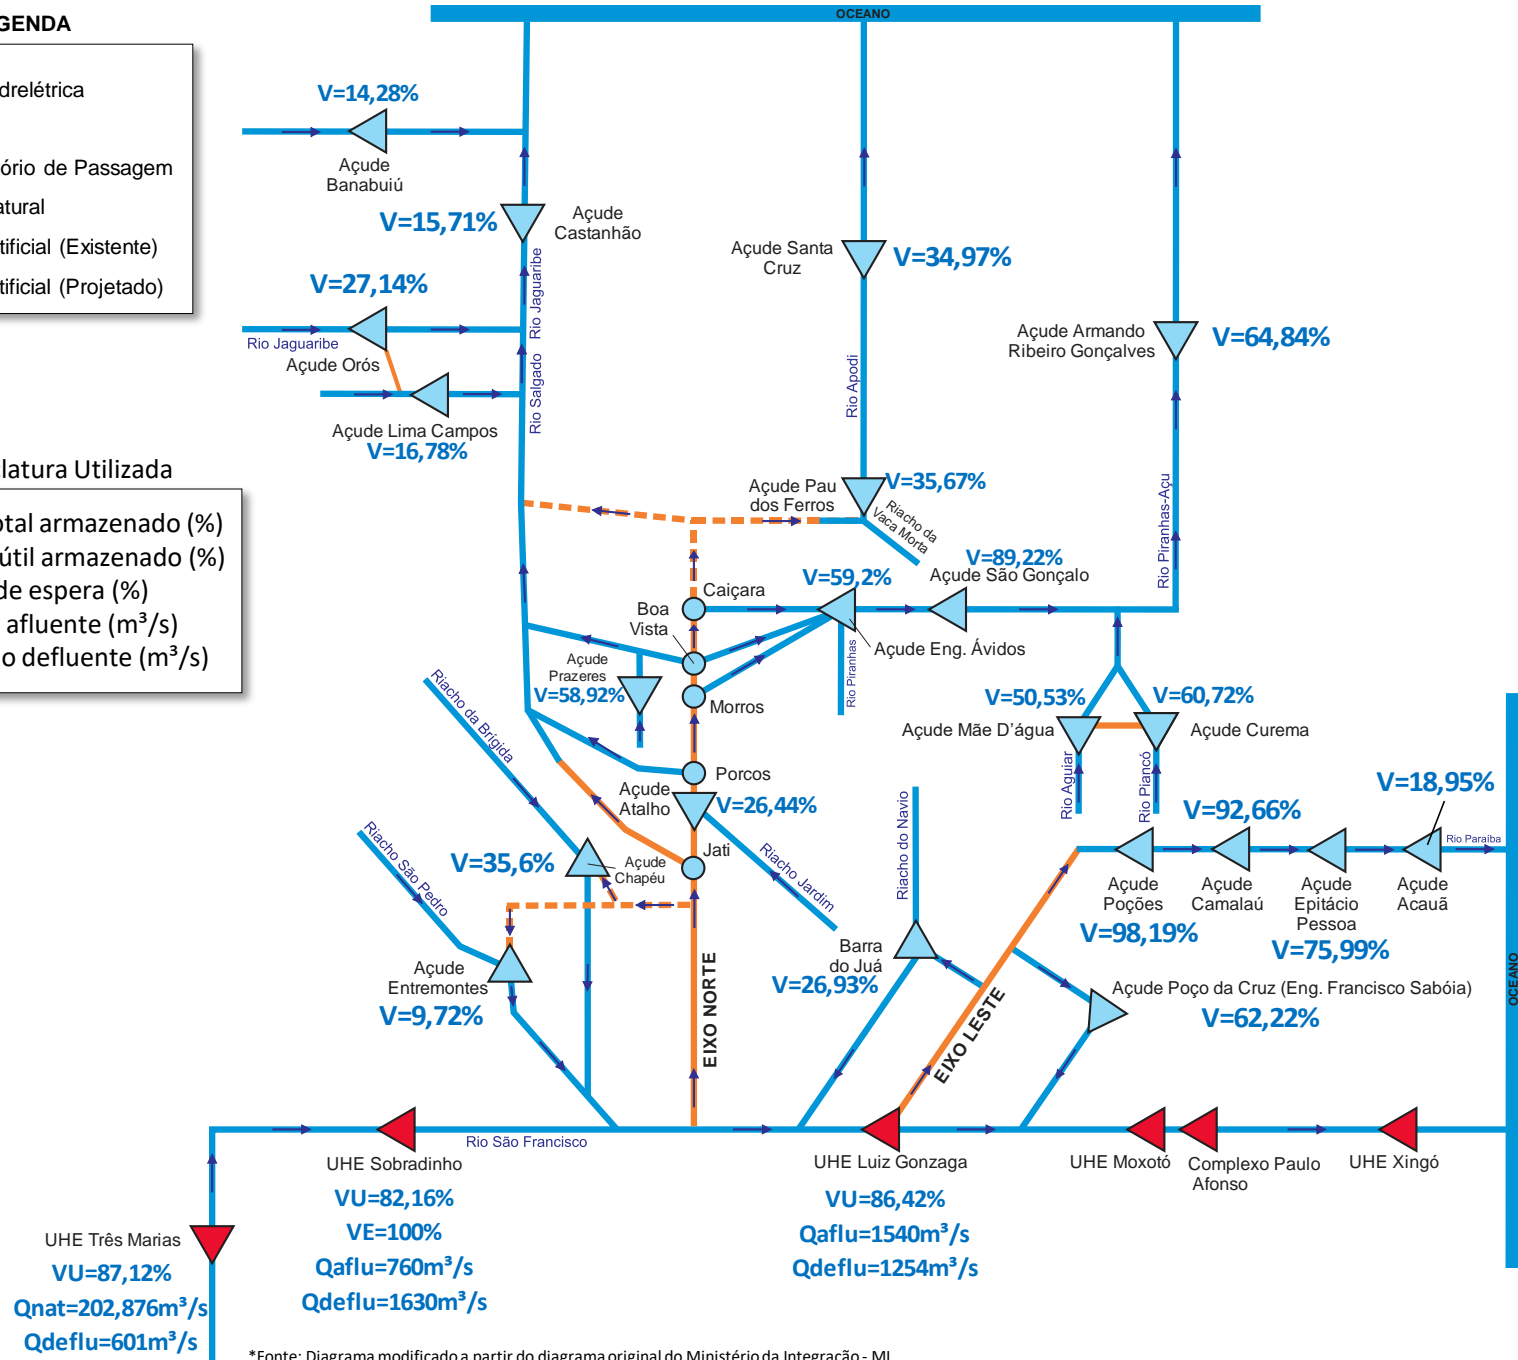 GENDA
drelétrica
ório de Passagem
atural
tificial (Existente)
tificial (Projetado)
clatura Utilizada
otal armazenado (%)
útil armazenado (%)
de espera (%)
afluente (m³/s)
o defluente (m³/s)
OCEANO
V=14,28%
Açude
Banabuiú
V=15,71%
Açude
Castanhão
Rio Jaguaribe
V=27,14%
Rio Jaguaribe
Açude Orós
Rio Salgado
Açude Lima Campos
V=16,78%
Açude Santa
Cruz
V=34,97%
Rio Apodi
Açude Armando
Ribeiro Gonçalves
V=64,84%
Rio Piranhas-Açu
Açude Pau
dos Ferros
V=35,67%
Riacho da
Vaca Morta
V=89,22%
Açude São Gonçalo
V=59,2%
Açude Eng. Ávidos
Rio Piranhas
Caiçara
Boa
Vista
Morros
Açude
Prazeres
V=58,92%
Porcos
Açude
Atalho
V=26,44%
Jati
Riacho Jardim
Riacho da Brígida
Riacho São Pedro
V=35,6%
Açude
Chapéu
Açude
Entremontes
V=9,72%
EIXO NORTE
V=50,53%
Açude Mãe D'água
V=60,72%
Açude Curema
Rio Aguiar
Rio Piancó
V=18,95%
V=92,66%
Rio Paraíba
Açude
Poções
V=98,19%
Açude
Camalaú
Açude
Epitácio
Pessoa
V=75,99%
Açude
Acauã
OCEANO
Riacho do Navio
Barra
do Juá
V=26,93%
EIXO LESTE
Açude Poço da Cruz (Eng. Francisco Sabóia)
V=62,22%
Rio São Francisco
UHE Sobradinho
VU=82,16%
VE=100%
Qaflu=760m³/s
Qdeflu=1630m³/s
UHE Luiz Gonzaga
VU=86,42%
Qaflu=1540m³/s
Qdeflu=1254m³/s
UHE Moxotó
Complexo Paulo
Afonso
UHE Xingó
UHE Três Marias
VU=87,12%
Qnat=202,876m³/s
Qdeflu=601m³/s
*Fonte: Diagrama modificado a partir do diagrama original do Ministério da Integração - MI